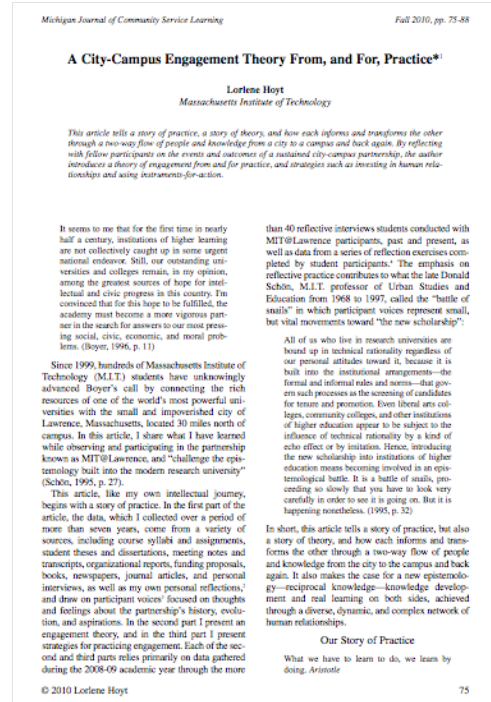 Michigan Journal of Community Service Learning
Fall 2010, pp. 75-88
A City-Campus Engagement Theory From, and For, Practice*¹
Lorlene Hoyt
Massachusetts Institute of Technology
This article tells a story of practice, a story of theory, and how each informs and transforms the other
through a two-way flow of people and knowledge from a city to a campus and back again. By reflecting
with fellow participants on the events and outcomes of a sustained city-campus partnership, the author
introduces a theory of engagement from and for practice, and strategies such as investing in human rela-
tionships and using instruments-for-action.
It seems to me that for the first time in nearly
half a century, institutions of higher learning
are not collectively caught up in some urgent
national endeavor. Still, our outstanding uni-
versities and colleges remain, in my opinion,
among the greatest sources of hope for intel-
lectual and civic progress in this country. I'm
convinced that for this hope to be fulfilled, the
academy must become a more vigorous part-
ner in the search for answers to our most press-
ing social, civic, economic, and moral prob-
lems. (Boyer, 1996, p. 11)
Since 1999, hundreds of Massachusetts Institute of
Technology (M.I.T.) students have unknowingly
advanced Boyer's call by connecting the rich
resources of one of the world's most powerful uni-
versities with the small and impoverished city of
Lawrence, Massachusetts, located 30 miles north of
campus. In this article, I share what I have learned
while observing and participating in the partnership
known as MIT@Lawrence, and "challenge the epis-
temology built into the modern research university"
(Schön, 1995, p. 27).
This article, like my own intellectual journey,
begins with a story of practice. In the first part of the
article, the data, which I collected over a period of
more than seven years, come from a variety of
sources, including course syllabi and assignments,
student theses and dissertations, meeting notes and
transcripts, organizational reports, funding proposals,
books, newspapers, journal articles, and personal
interviews, as well as my own personal reflections,²
and draw on participant voices³ focused on thoughts
and feelings about the partnership's history, evolu-
tion, and aspirations. In the second part I present an
engagement theory, and in the third part I present
strategies for practicing engagement. Each of the sec-
ond and third parts relies primarily on data gathered
during the 2008-09 academic year through the more
than 40 reflective interviews students conducted with
MIT@Lawrence participants, past and present, as
well as data from a series of reflection exercises com-
pleted by student participants.⁴ The emphasis on
reflective practice contributes to what the late Donald
Schön, M.I.T. professor of Urban Studies and
Education from 1968 to 1997, called the "battle of
snails" in which participant voices represent small,
but vital movements toward "the new scholarship":
All of us who live in research universities are
bound up in technical rationality regardless of
our personal attitudes toward it, because it is
built into the institutional arrangements—the
formal and informal rules and norms—that gov-
ern such processes as the screening of candidates
for tenure and promotion. Even liberal arts col-
leges, community colleges, and other institutions
of higher education appear to be subject to the
influence of technical rationality by a kind of
echo effect or by imitation. Hence, introducing
the new scholarship into institutions of higher
education means becoming involved in an epis-
temological battle. It is a battle of snails, pro-
ceeding so slowly that you have to look very
carefully in order to see it is going on. But it is
happening nonetheless. (1995, p. 32)
In short, this article tells a story of practice, but also
a story of theory, and how each informs and trans-
forms the other through a two-way flow of people
and knowledge from the city to the campus and back
again. It also makes the case for a new epistemolo-
gy—reciprocal knowledge—knowledge develop-
ment and real learning on both sides, achieved
through a diverse, dynamic, and complex network of
human relationships.
Our Story of Practice
What we have to learn to do, we learn by
doing. Aristotle
© 2010 Lorlene Hoyt
75